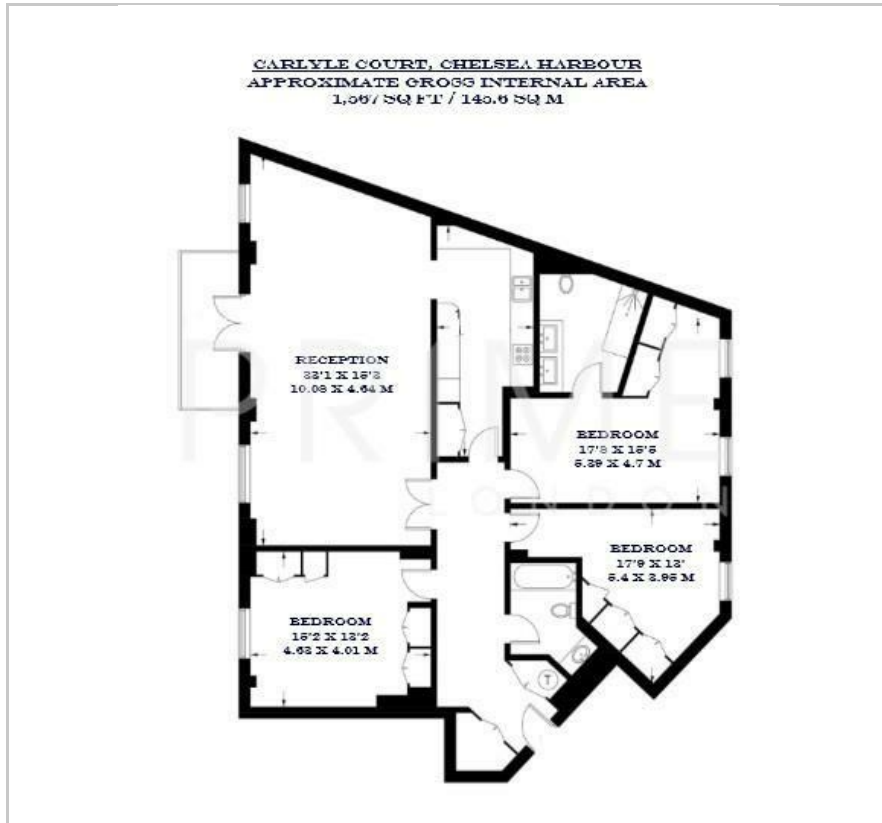 CARLYLE COURT, CHELSEA HARBOUR
APPROXIMATE GROSS INTERNAL AREA
1,567 SQ FT / 145.6 SQ M
RECEPTION
33'1 X 15'3
10.08 X 4.64 M
PRIME
LONDON
BEDROOM
17'8 X 15'5
5.39 X 4.7 M
BEDROOM
17'9 X 13'
5.4 X 3.95 M
BEDROOM
15'2 X 13'2
4.63 X 4.01 M
T